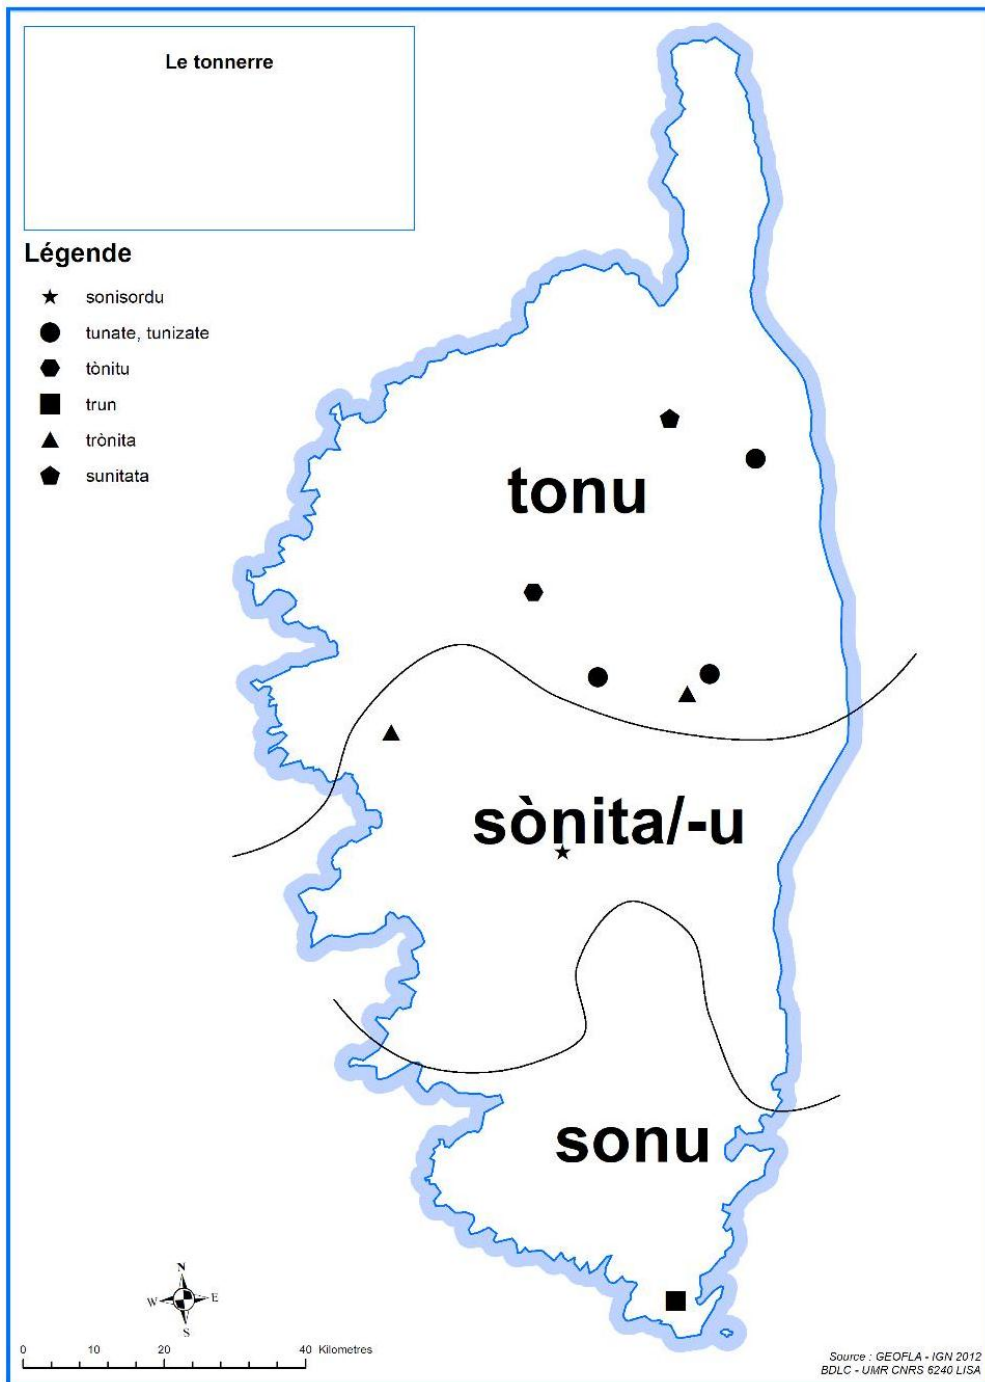 Le tonnerre
Légende
sonisordu
tunate, tunizate
tònitu
trun
trònita
sunitata
tonu
sònita/-u
sonu
N
W E
S
0 10 20 40 Kilometres
Source : GEOFLA - IGN 2012
BDLC - UMR CNRS 6240 LISA